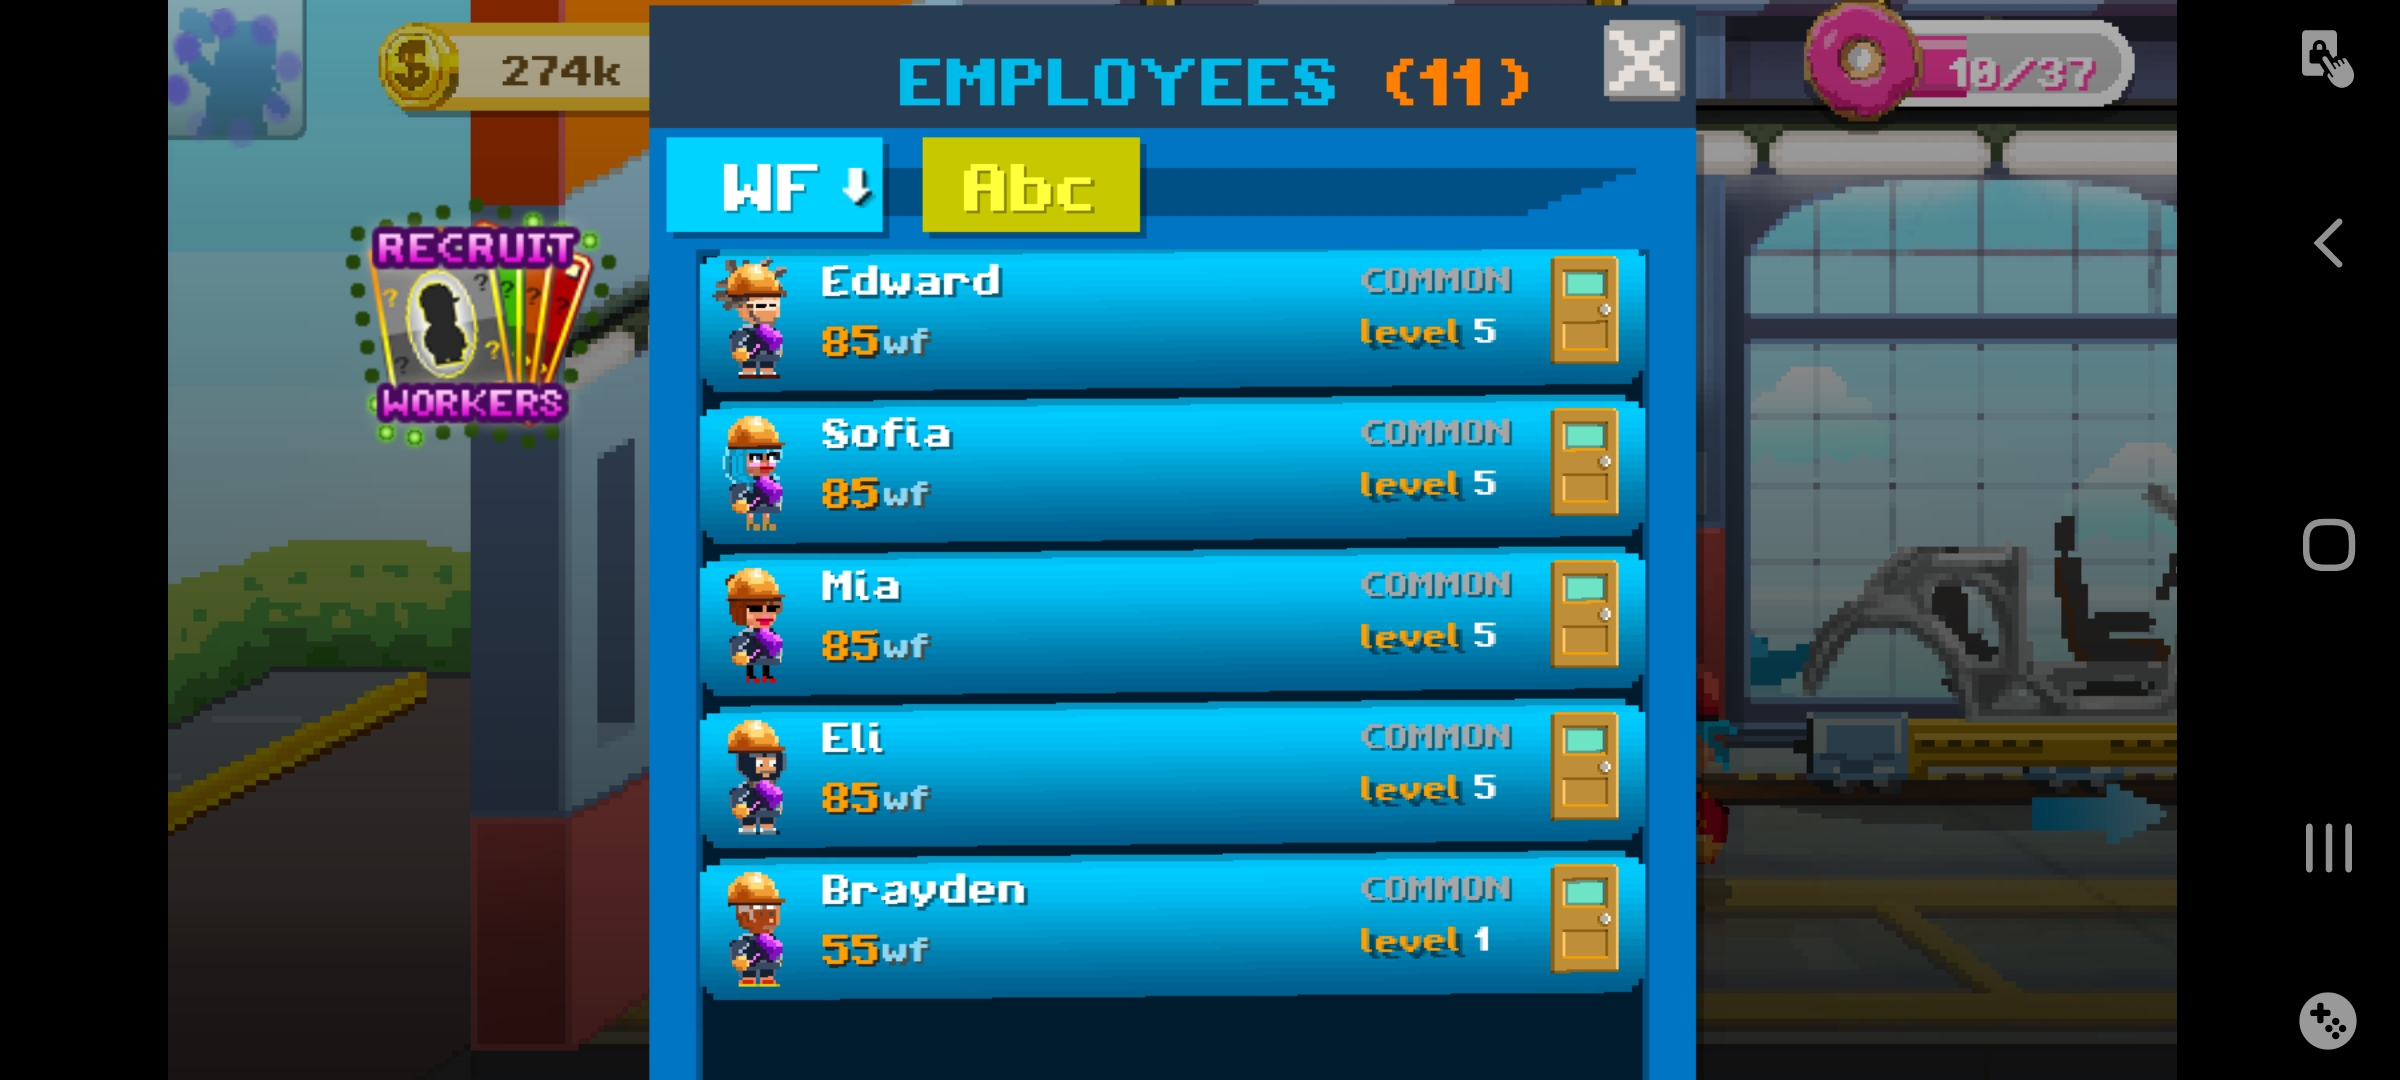 274k
EMPLOYEES (11)
10/37
WF
Abc
RECRUIT
WORKERS
Edward
COMMON
85wf
level 5
Sofia
COMMON
85wf
level 5
Mia
COMMON
85wf
level 5
Eli
COMMON
85wf
level 5
Brayden
COMMON
55wf
level 1